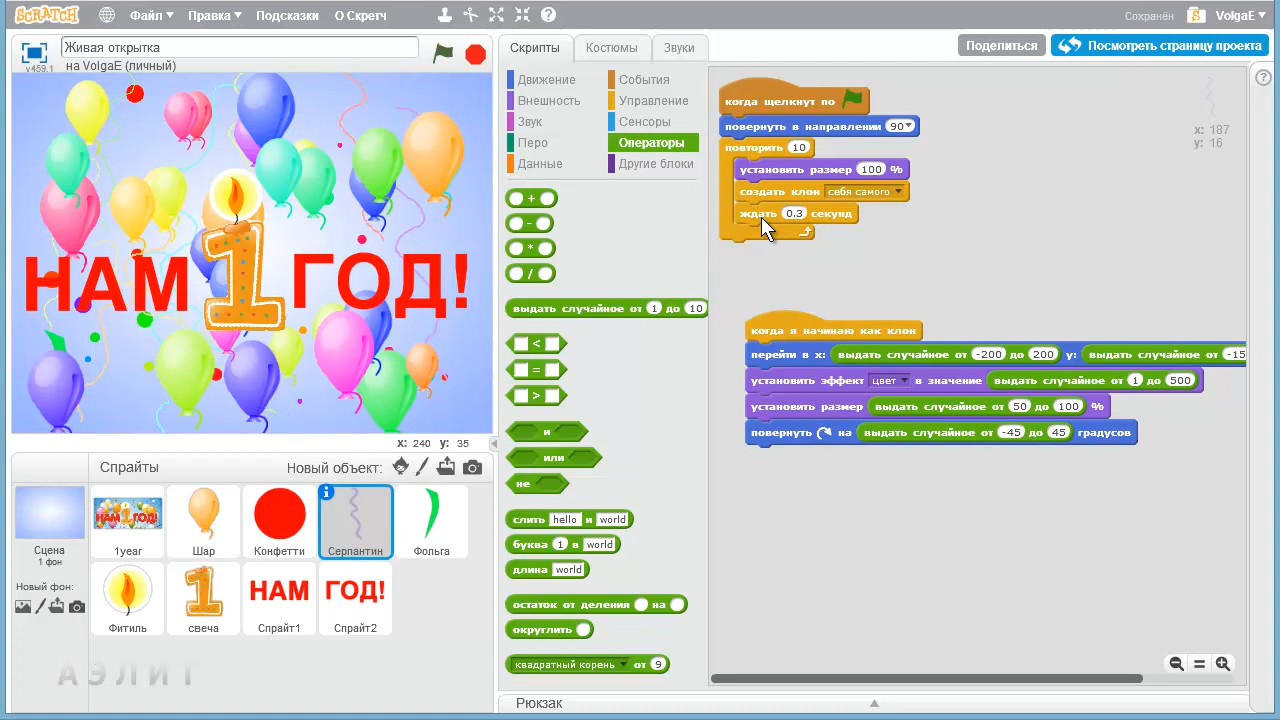 SCRATCH Файл Правка Подсказки О Скретч Сохранён VolgaE
v459.1 Живая открытка
на VolgaE (личный)
Скрипты Костюмы Звуки
Поделиться Посмотреть страницу проекта
Движение События
Внешность Управление
Звук Сенсоры
Перо Операторы
Данные Другие блоки
+
-
*
/
выдать случайное от 1 до 10
<
=
>
и
или
не
слить hello и world
буква 1 в world
длина world
остаток от деления на
округлить
квадратный корень от 9
когда щелкнут по
повернуть в направлении 90
повторить 10
установить размер 100 %
создать клон себя самого
ждать 0.3 секунд
x: 187
y: 16
когда я начинаю как клон
перейти в x: выдать случайное от -200 до 200 y: выдать случайное от -15
установить эффект цвет в значение выдать случайное от 1 до 500
установить размер выдать случайное от 50 до 100 %
повернуть на выдать случайное от -45 до 45 градусов
НАМ 1 ГОД!
x: 240 y: 35
Спрайты Новый объект:
Сцена
1 фон
Новый фон:
НАМ 1 ГОД!
1year Шар Конфетти Серпантин Фольга
НАМ ГОД!
Фитиль свеча Спрайт1 Спрайт2
АЭЛИТ
Рюкзак